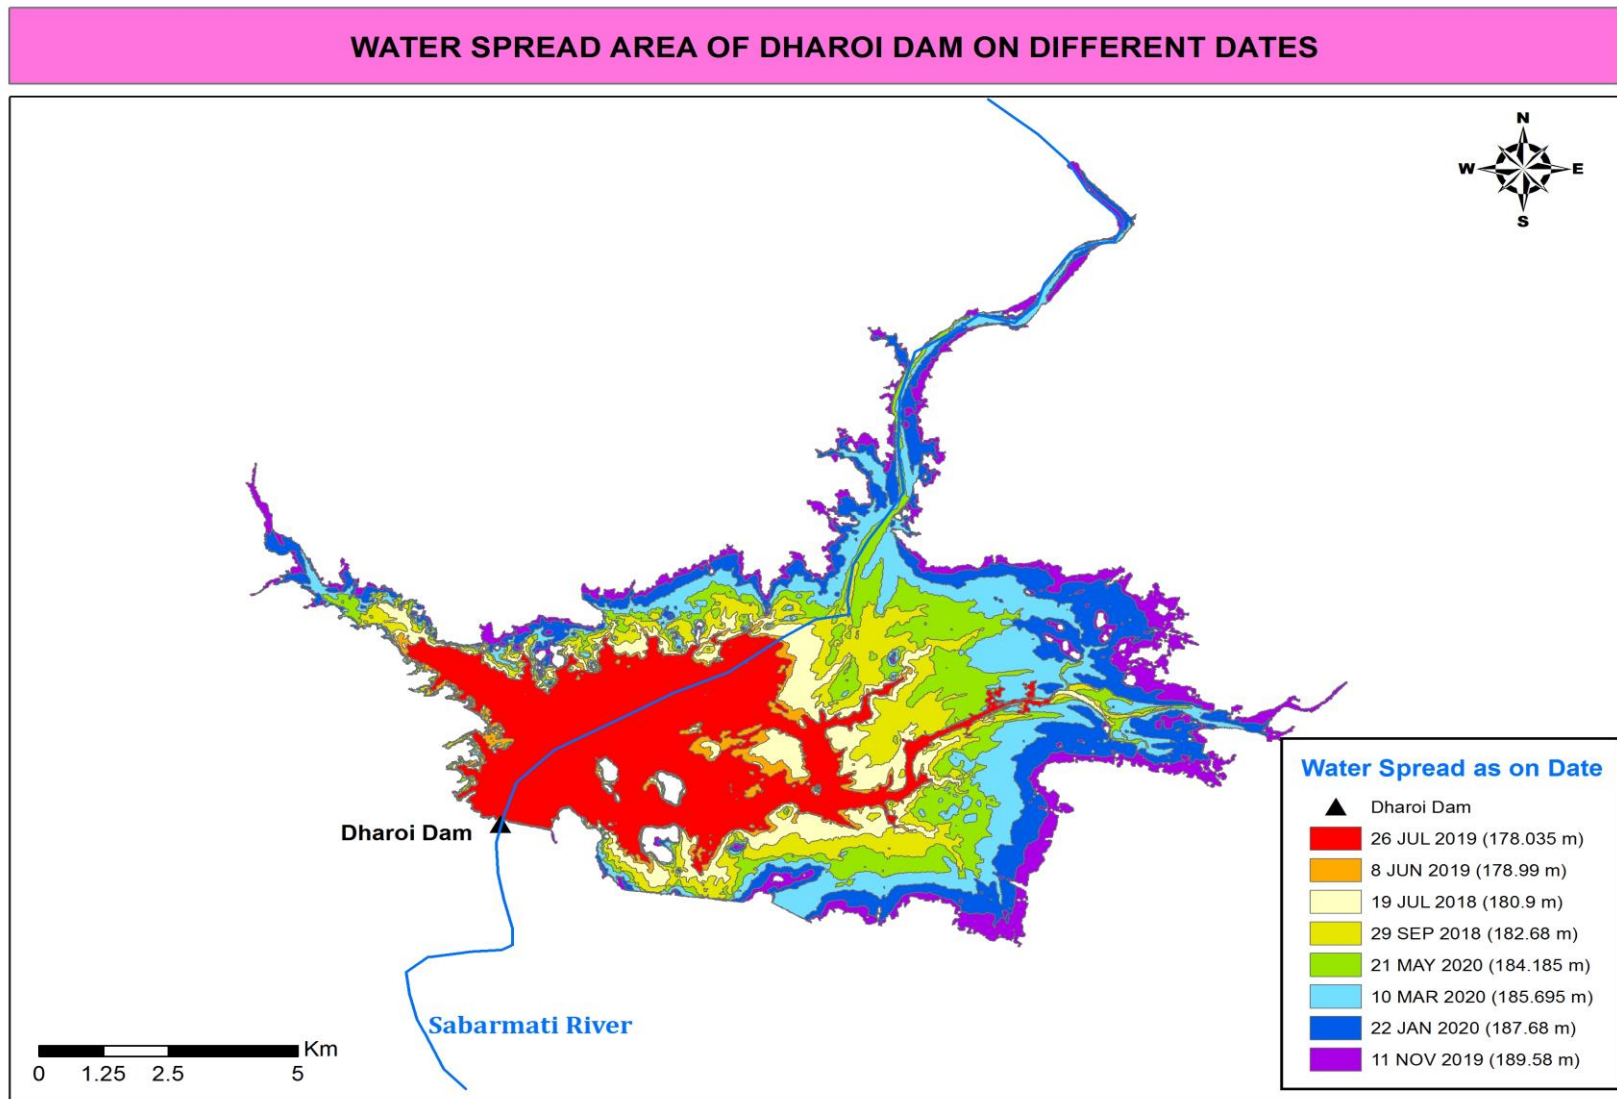 WATER SPREAD AREA OF DHAROI DAM ON DIFFERENT DATES
N
W
E
S
Dharoi Dam
Sabarmati River
Km
0 1.25 2.5 5
Water Spread as on Date
Dharoi Dam
26 JUL 2019 (178.035 m)
8 JUN 2019 (178.99 m)
19 JUL 2018 (180.9 m)
29 SEP 2018 (182.68 m)
21 MAY 2020 (184.185 m)
10 MAR 2020 (185.695 m)
22 JAN 2020 (187.68 m)
11 NOV 2019 (189.58 m)